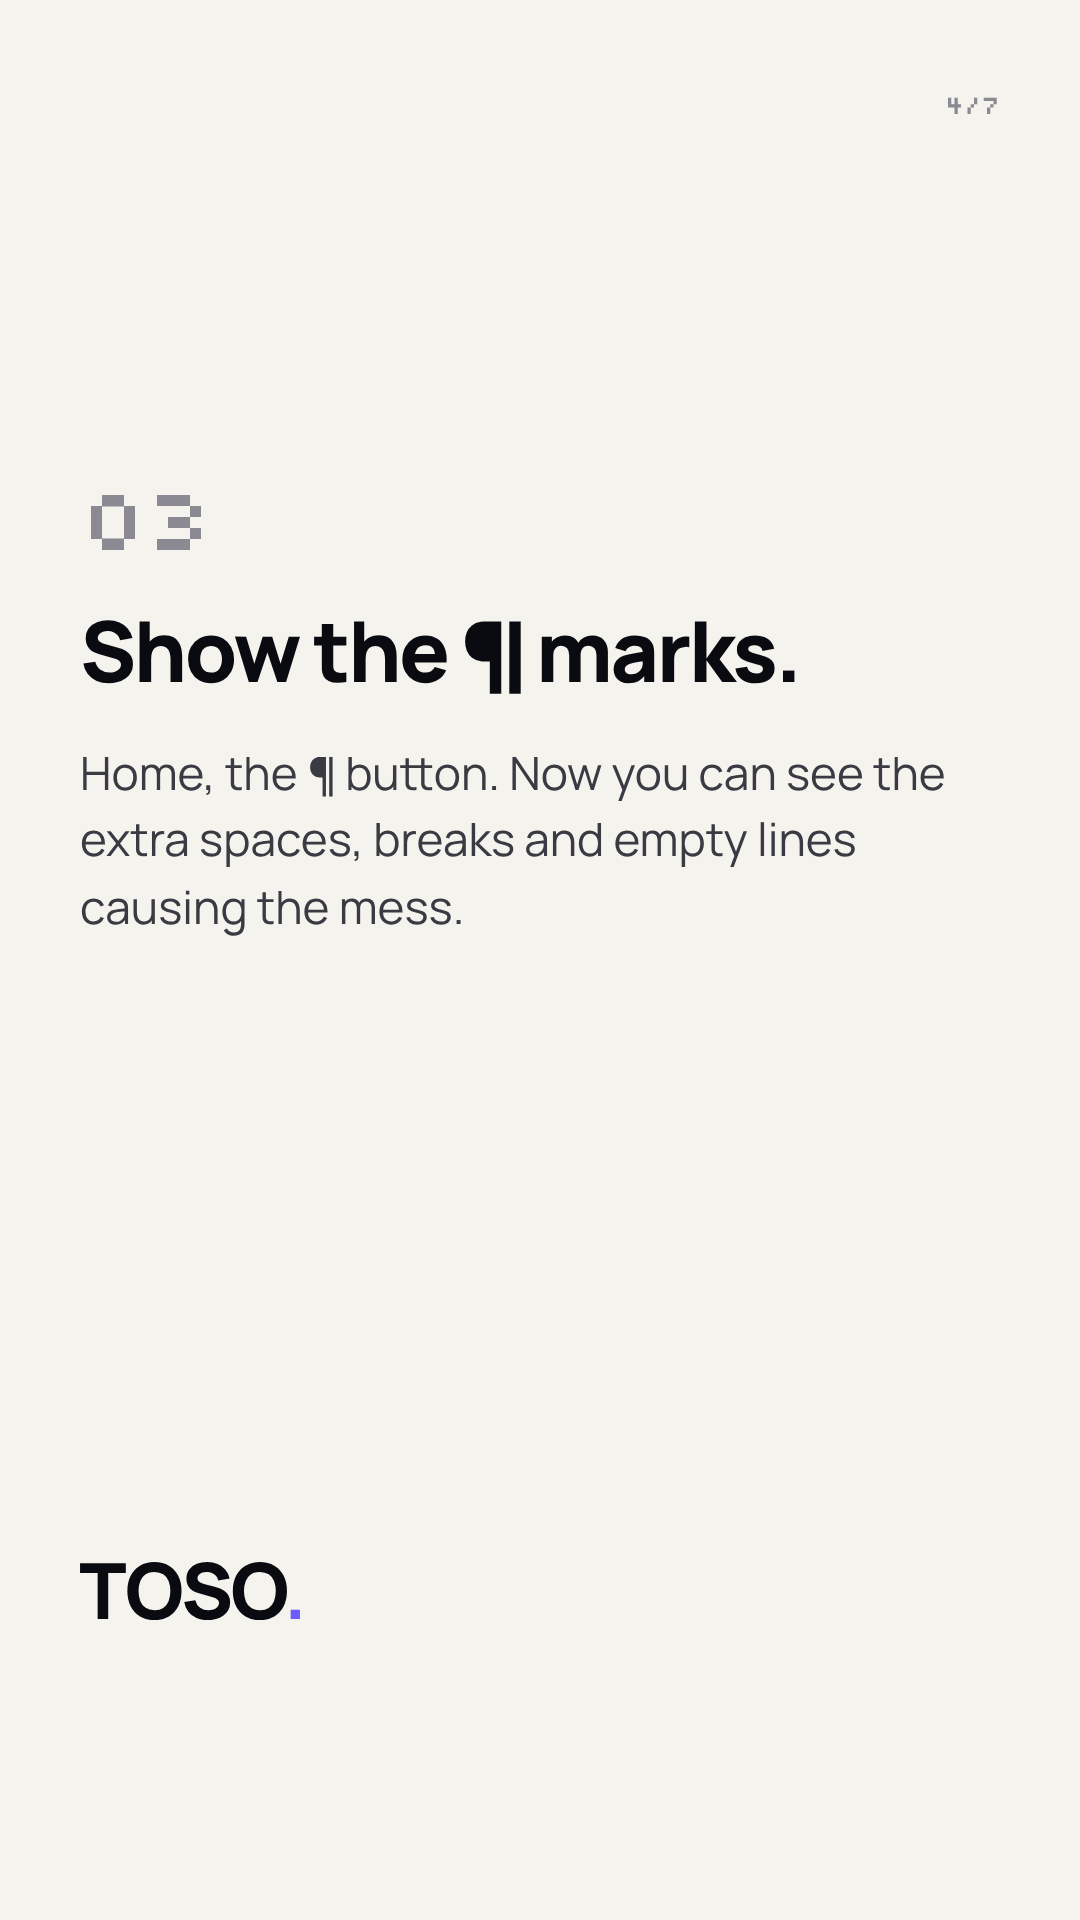 4/7
03
Show the ¶ marks.
Home, the ¶ button. Now you can see the
extra spaces, breaks and empty lines
causing the mess.
TOSO.